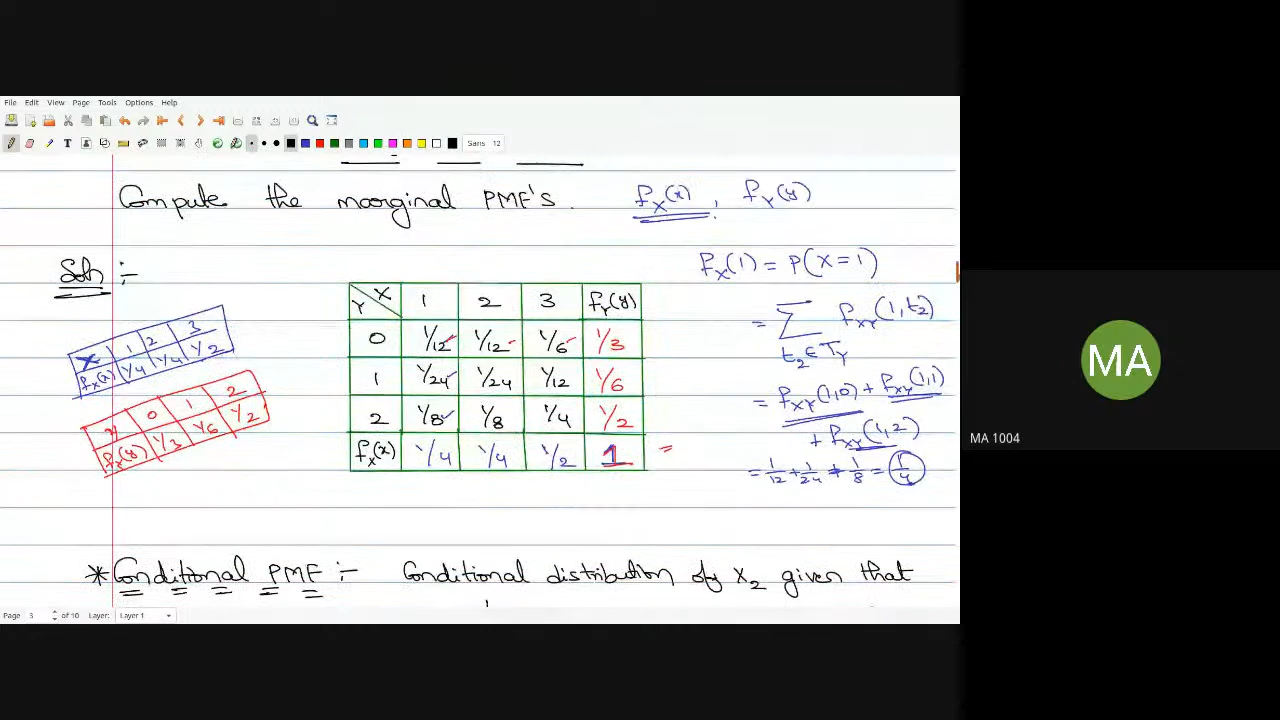 File Edit View Page Tools Options Help
Sans 12
Compute the marginal PMF's. f_X(x), f_Y(y)
Soln :-
f_X(1) = P(X=1)
= Σ f_XY(1,t₂)
t₂ ∈ T_Y
= f_XY(1,0) + f_XY(1,1)
+ f_XY(1,2)
= 1/12 + 1/24 + 1/8 = 1/4
X 1 2 3
f_X(x) 1/4 1/4 1/2
y 0 1 2
f_Y(y) 1/3 1/6 1/2
Y X 1 2 3 f_Y(y)
0 1/12 1/12 1/6 1/3
1 1/24 1/24 1/12 1/6
2 1/8 1/8 1/4 1/2
f_X(x) 1/4 1/4 1/2 1 =
* Conditional PMF :- Conditional distribution of X₂ given that
Page 3 of 10 Layer: Layer 1
MA
MA 1004